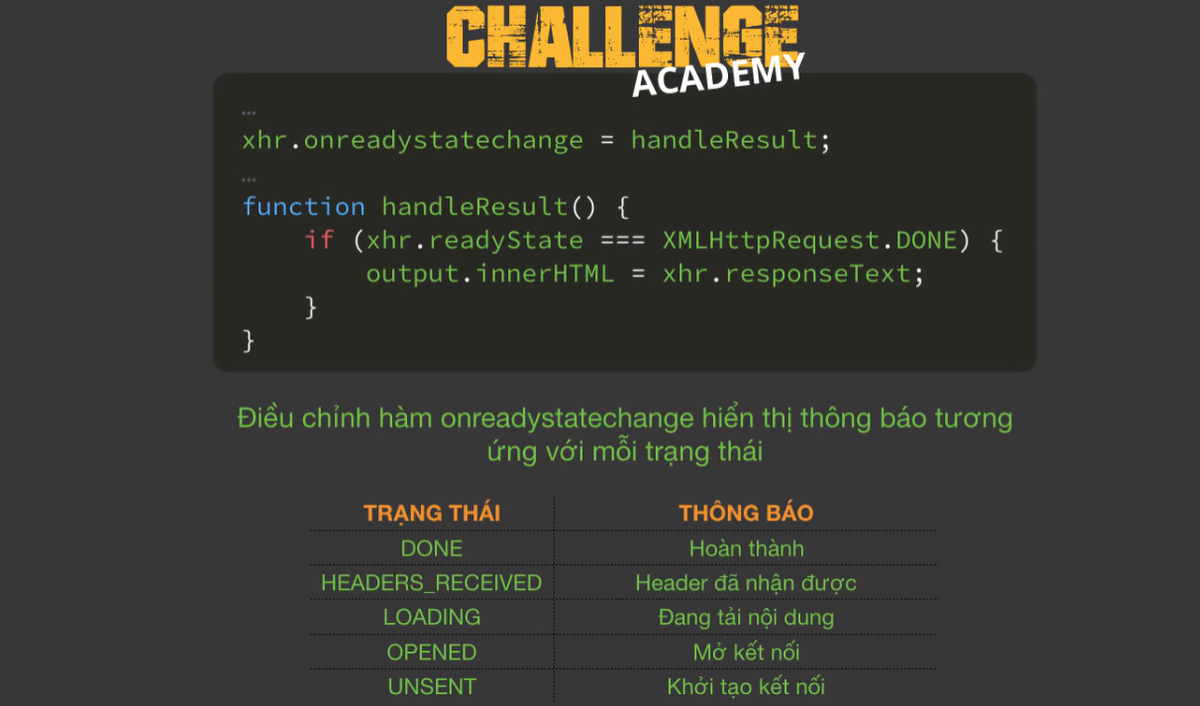 CHALLENGE
ACADEMY
...
xhr.onreadystatechange = handleResult;
...
function handleResult() {
    if (xhr.readyState === XMLHttpRequest.DONE) {
        output.innerHTML = xhr.responseText;
    }
}
Điều chỉnh hàm onreadystatechange hiển thị thông báo tương
ứng với mỗi trạng thái
TRẠNG THÁI THÔNG BÁO
DONE Hoàn thành
HEADERS_RECEIVED Header đã nhận được
LOADING Đang tải nội dung
OPENED Mở kết nối
UNSENT Khởi tạo kết nối